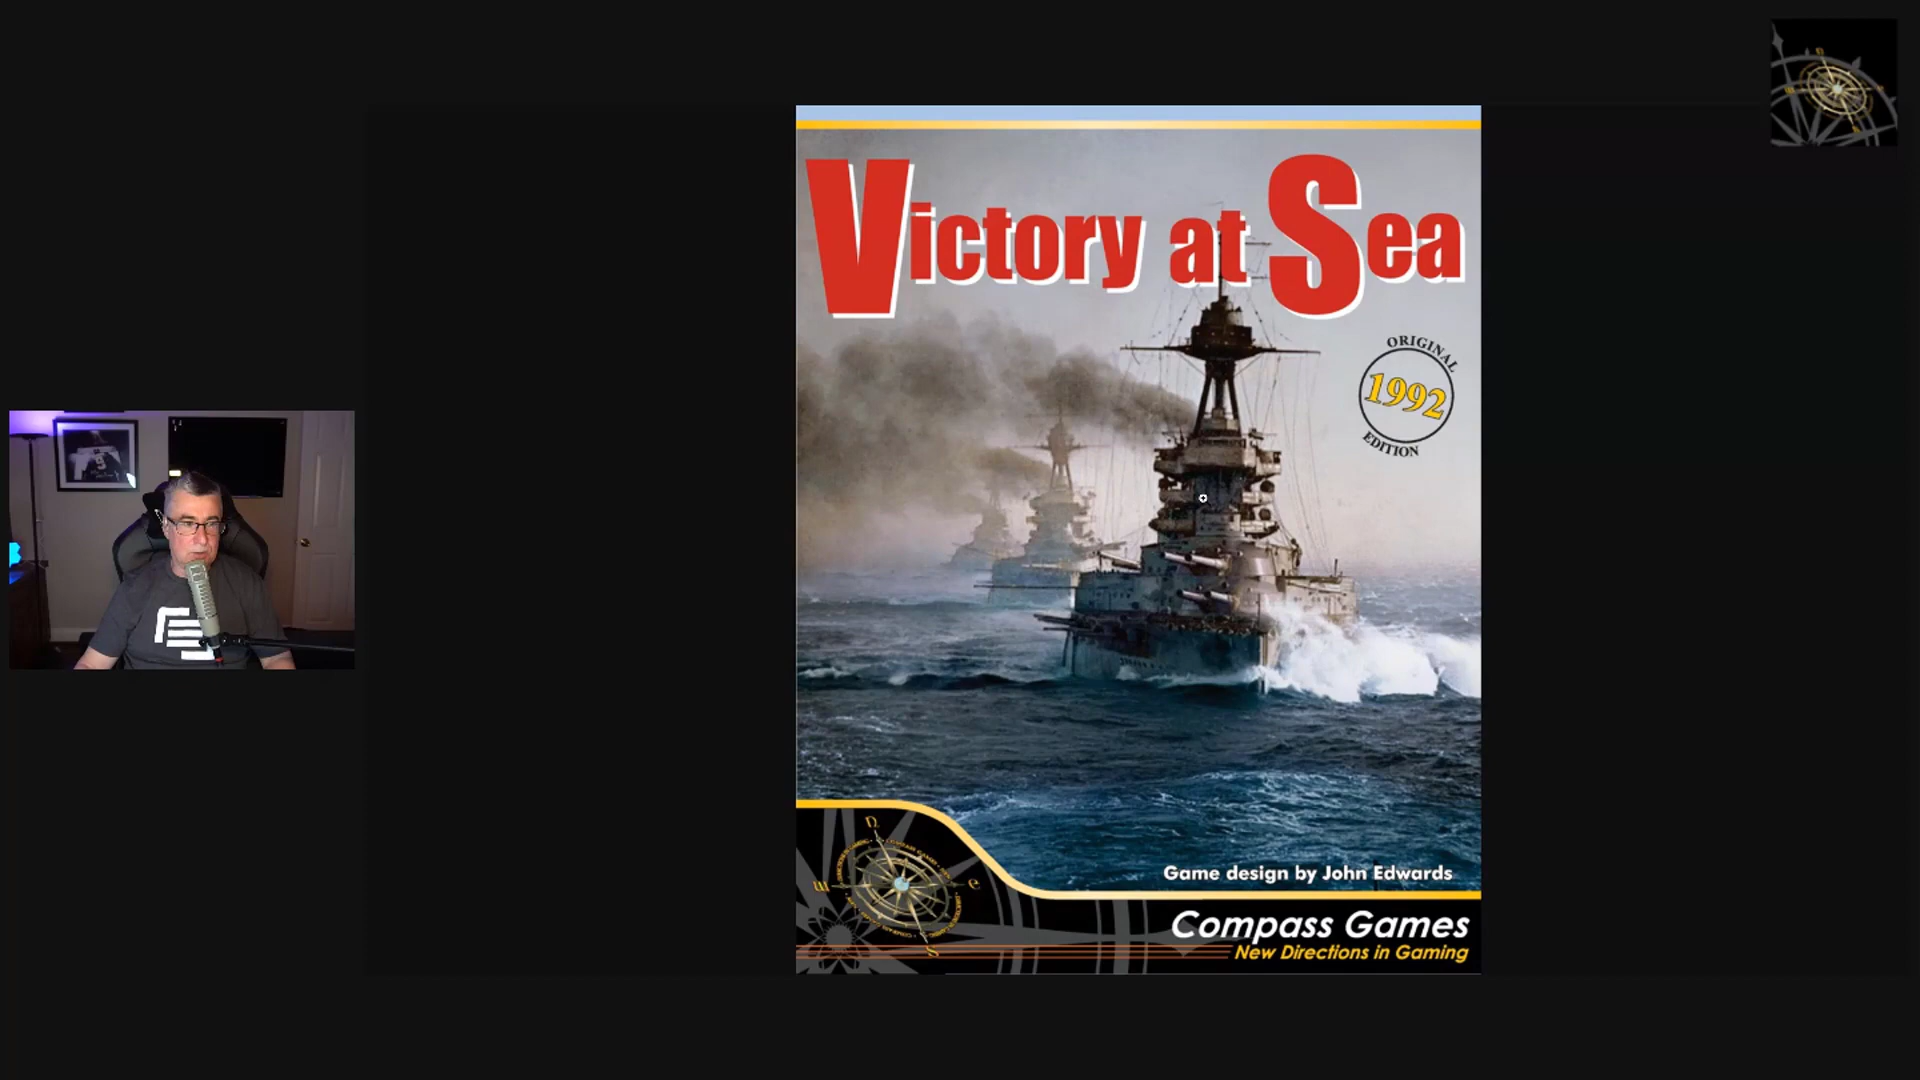 Victory at Sea
ORIGINAL
1992
EDITION
n
w
e
s
Game design by John Edwards
Compass Games
New Directions in Gaming